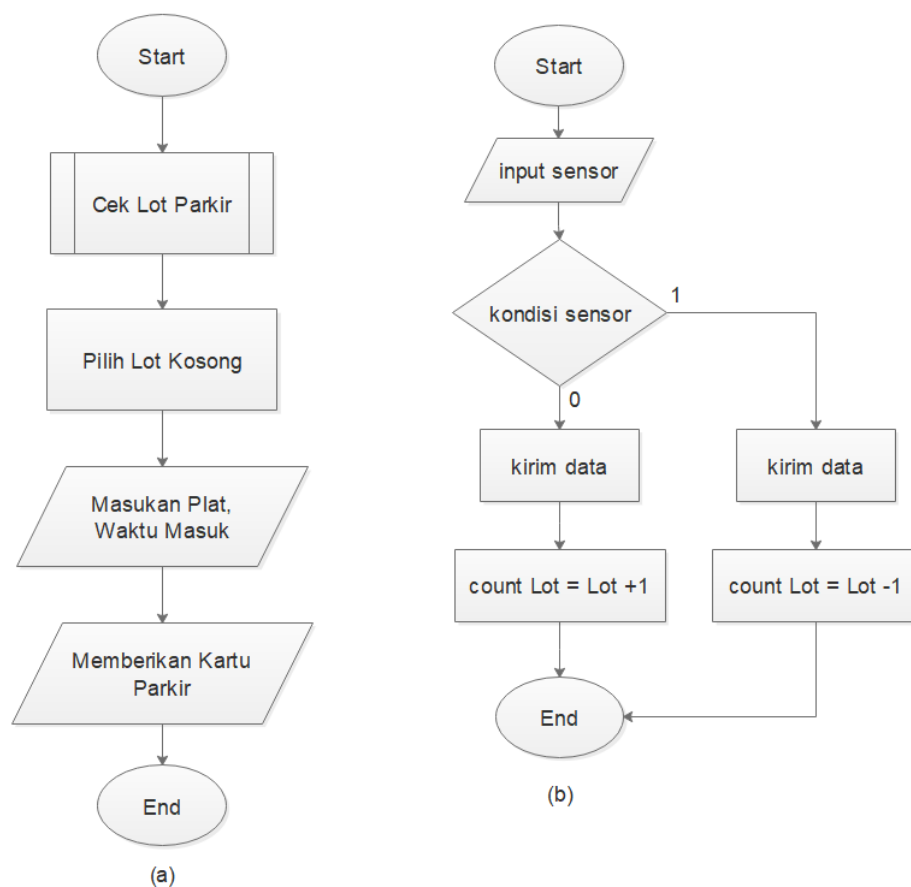 Start
Cek Lot Parkir
Pilih Lot Kosong
Masukan Plat,
Waktu Masuk
Memberikan Kartu
Parkir
End
(a)
Start
input sensor
kondisi sensor
1
0
kirim data
kirim data
count Lot = Lot +1
count Lot = Lot -1
End
(b)